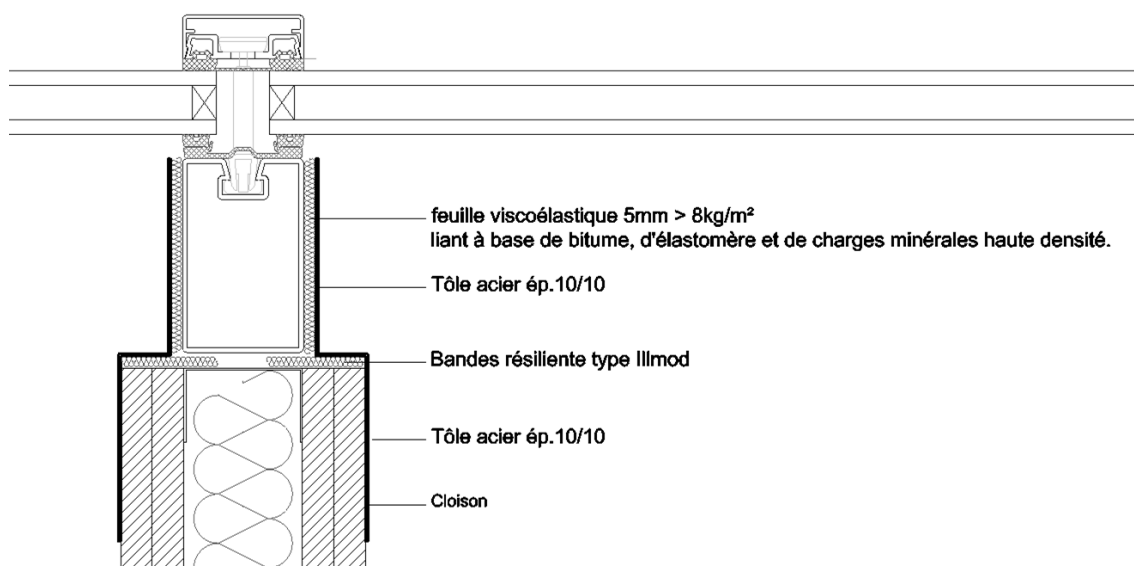 feuille viscoélastique 5mm > 8kg/m²
liant à base de bitume, d'élastomère et de charges minérales haute densité.
Tôle acier ép.10/10
Bandes résiliente type Illmod
Tôle acier ép.10/10
Cloison